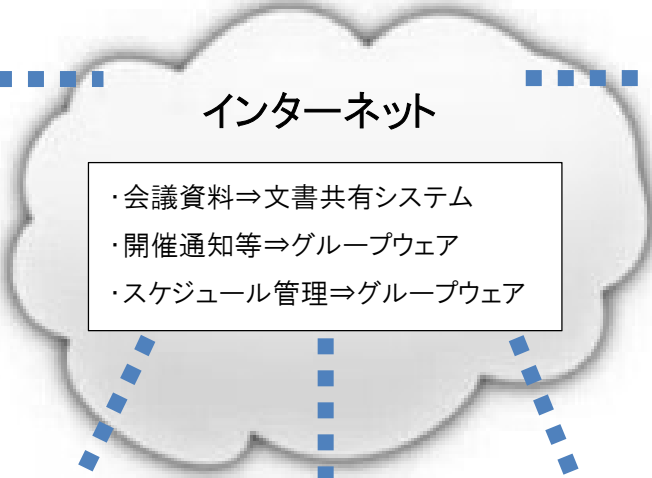 インターネット
・会議資料⇒文書共有システム
・開催通知等⇒グループウェア
・スケジュール管理⇒グループウェア